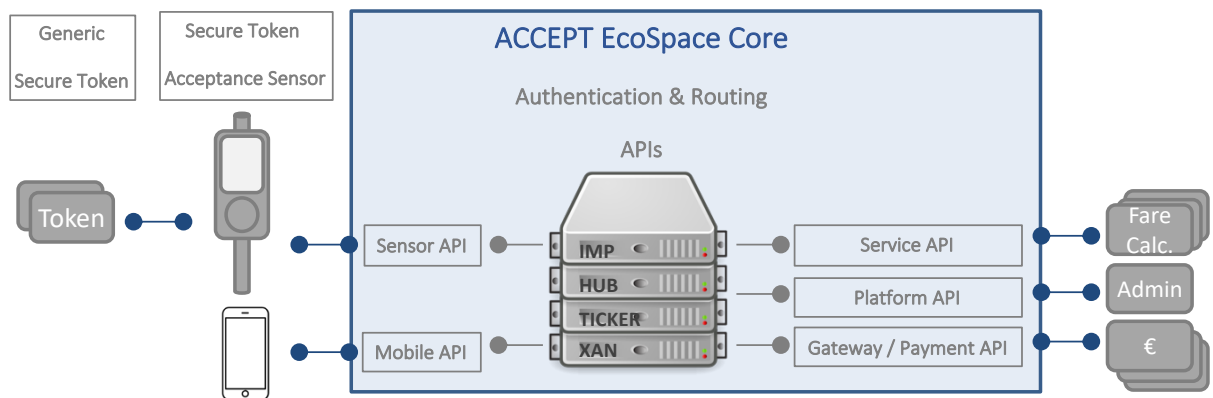 Generic
Secure Token
Secure Token
Acceptance Sensor
ACCEPT EcoSpace Core
Authentication & Routing
APIs
Token
Sensor API
Mobile API
IMP
HUB
TICKER
XAN
Service API
Platform API
Gateway / Payment API
Fare
Calc.
Admin
€